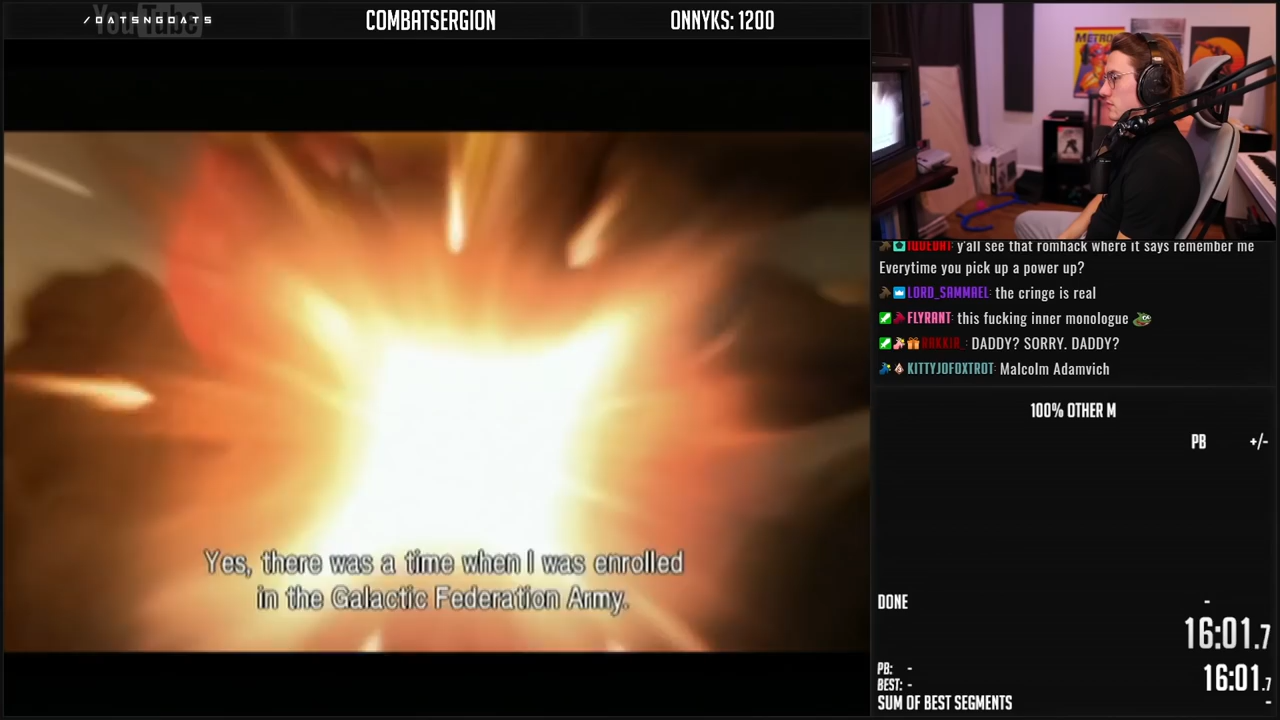 YouTube
/OATSNGOATS
COMBATSERGION
ONNYKS: 1200
METROI
y'all see that romhack where it says remember me
Everytime you pick up a power up?
LORD_SAMMAEL: the cringe is real
FLYRANT: this fucking inner monologue
DADDY? SORRY. DADDY?
KITTYJOFOXTROT: Malcolm Adamvich
100% OTHER M
PB +/-
DONE -
16:01.7
PB: -
BEST: - 16:01.7
SUM OF BEST SEGMENTS -
Yes, there was a time when I was enrolled
in the Galactic Federation Army.